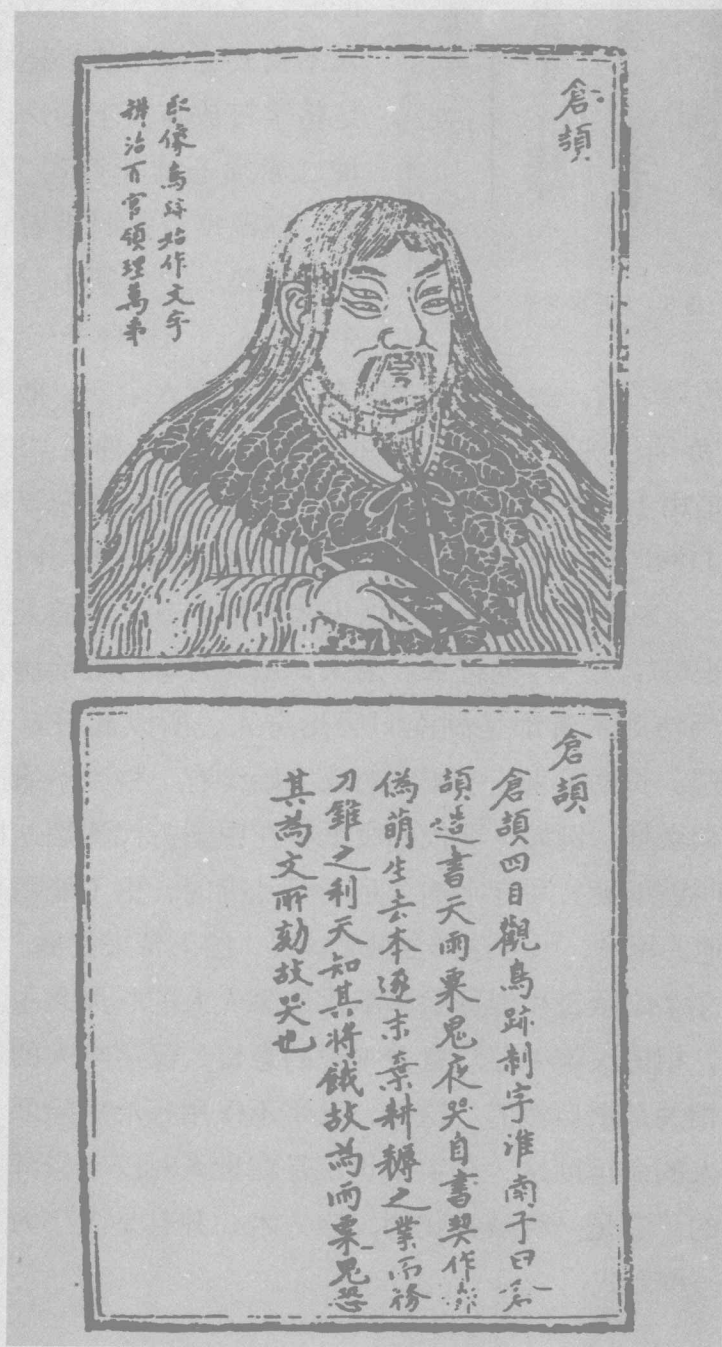 倉頡
取像鳥跡始作文字
辨治百官領理萬事
倉頡
倉頡四目觀鳥跡制字淮南子曰倉
頡造書天雨粟鬼夜哭自書契作
偽萌生去本逐末棄耕耨之業而務
刀錐之利天知其將餓故為雨粟鬼恐
其為文所劾故哭也